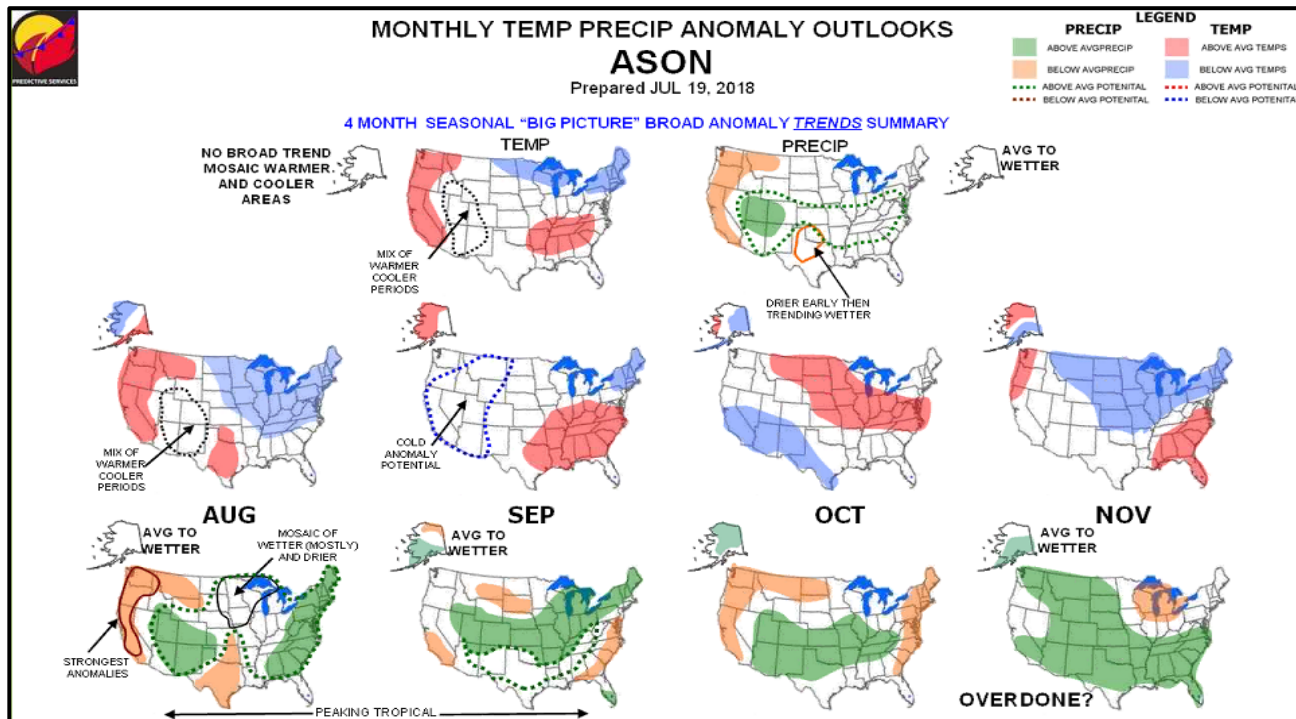 PREDICTIVE SERVICES
MONTHLY TEMP PRECIP ANOMALY OUTLOOKS
ASON
Prepared JUL 19, 2018
LEGEND
PRECIP
TEMP
ABOVE AVGPRECIP
ABOVE AVG TEMPS
BELOW AVGPRECIP
BELOW AVG TEMPS
ABOVE AVG POTENITAL
ABOVE AVG POTENITAL
BELOW AVG POTENITAL
BELOW AVG POTENITAL
4 MONTH SEASONAL “BIG PICTURE” BROAD ANOMALY TRENDS SUMMARY
TEMP
PRECIP
NO BROAD TREND
MOSAIC WARMER
AND COOLER
AREAS
AVG TO
WETTER
MIX OF
WARMER
COOLER
PERIODS
DRIER EARLY THEN
TRENDING WETTER
MIX OF
WARMER
COOLER
PERIODS
COLD
ANOMALY
POTENTIAL
AUG
SEP
OCT
NOV
AVG TO
WETTER
MOSAIC OF
WETTER (MOSTLY)
AND DRIER
AVG TO
WETTER
AVG TO
WETTER
STRONGEST
ANOMALIES
PEAKING TROPICAL
OVERDONE?